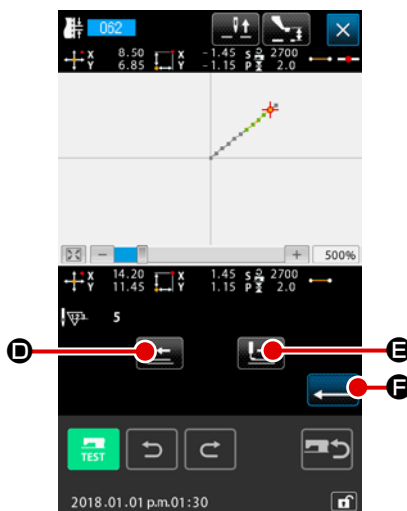 062
X 8.50 X -1.45 S 2700
Y 6.85 Y -1.15 P 2.0
500%
X 14.20 X 1.45 S 2700
Y 11.45 Y 1.15 P 2.0
5
D E
F
TEST
2018.01.01 p.m.01:30